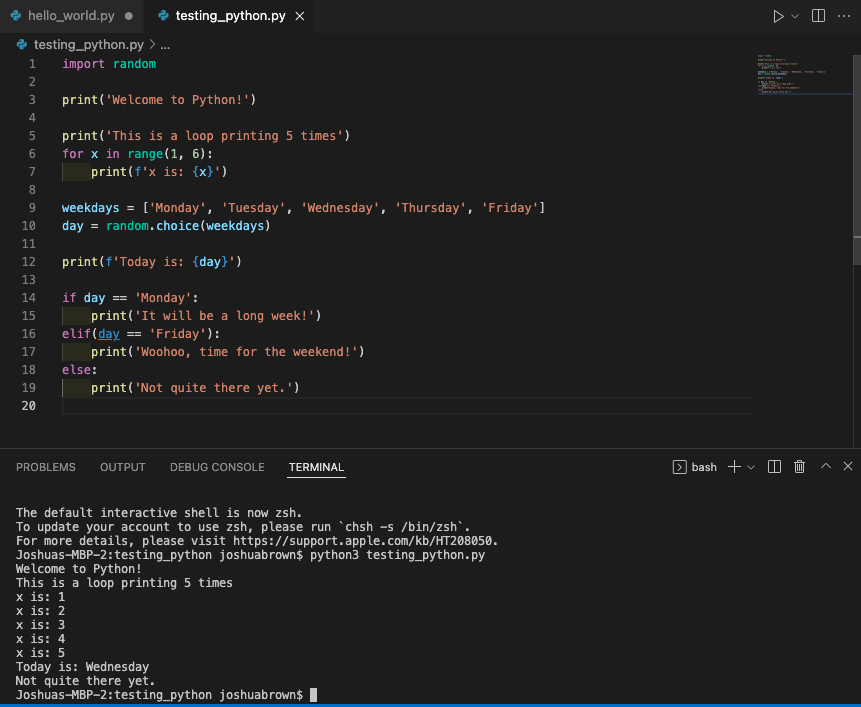 hello_world.py
testing_python.py
testing_python.py > ...
1 import random
2
3 print('Welcome to Python!')
4
5 print('This is a loop printing 5 times')
6 for x in range(1, 6):
7     print(f'x is: {x}')
8
9 weekdays = ['Monday', 'Tuesday', 'Wednesday', 'Thursday', 'Friday']
10 day = random.choice(weekdays)
11
12 print(f'Today is: {day}')
13
14 if day == 'Monday':
15     print('It will be a long week!')
16 elif(day == 'Friday'):
17     print('Woohoo, time for the weekend!')
18 else:
19     print('Not quite there yet.')
20
PROBLEMS OUTPUT DEBUG CONSOLE TERMINAL bash
The default interactive shell is now zsh.
To update your account to use zsh, please run `chsh -s /bin/zsh`.
For more details, please visit https://support.apple.com/kb/HT208050.
Joshuas-MBP-2:testing_python joshuabrown$ python3 testing_python.py
Welcome to Python!
This is a loop printing 5 times
x is: 1
x is: 2
x is: 3
x is: 4
x is: 5
Today is: Wednesday
Not quite there yet.
Joshuas-MBP-2:testing_python joshuabrown$